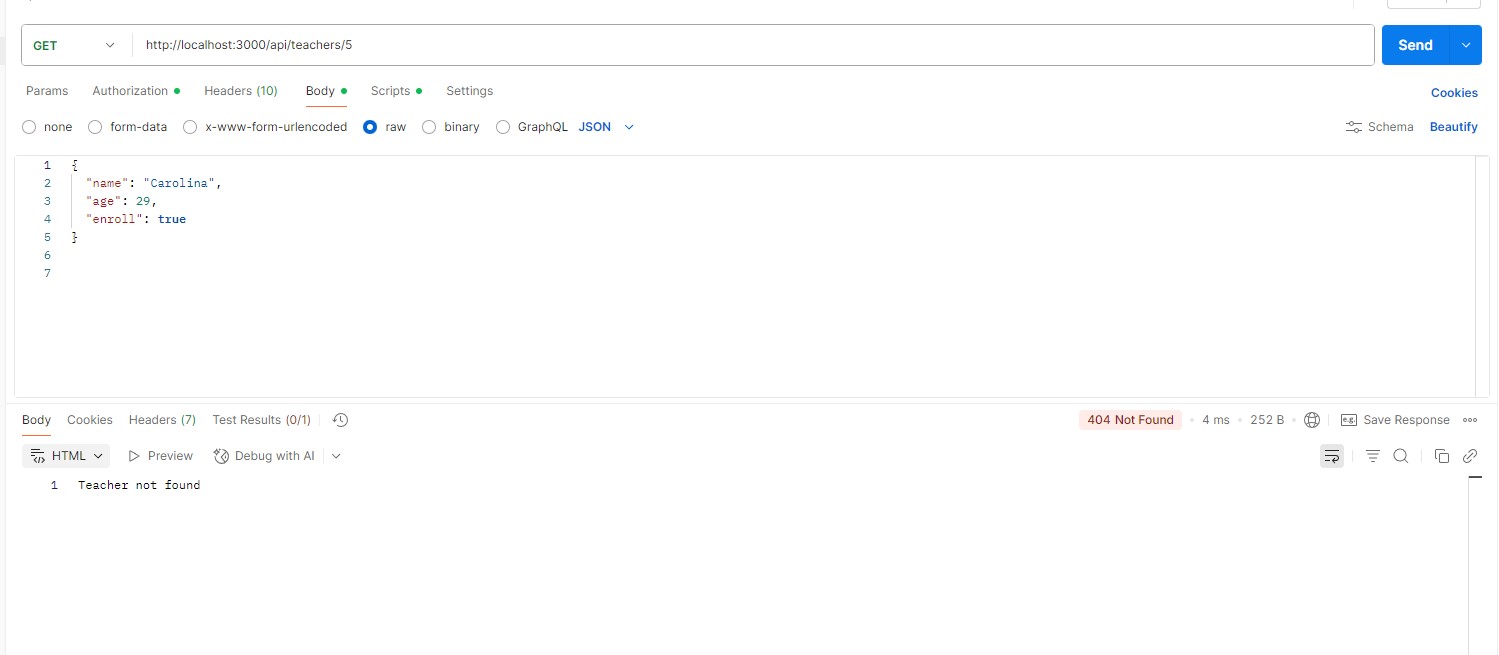 GET http://localhost:3000/api/teachers/5 Send
Params Authorization Headers (10) Body Scripts Settings Cookies
none form-data x-www-form-urlencoded raw binary GraphQL JSON Schema Beautify
1 {
2 "name": "Carolina",
3 "age": 29,
4 "enroll": true
5 }
6
7
Body Cookies Headers (7) Test Results (0/1) 404 Not Found • 4 ms • 252 B • e.g. Save Response
HTML Preview Debug with AI
1 Teacher not found